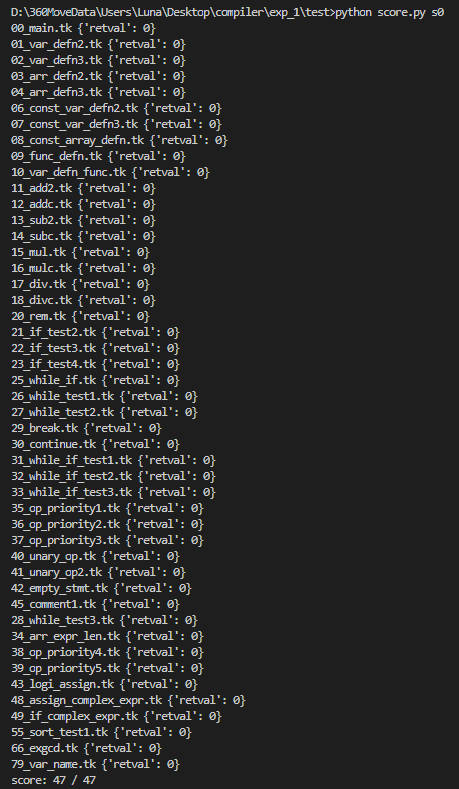 D:\360MoveData\Users\Luna\Desktop\compiler\exp_1\test>python score.py s0
00_main.tk {'retval': 0}
01_var_defn2.tk {'retval': 0}
02_var_defn3.tk {'retval': 0}
03_arr_defn2.tk {'retval': 0}
04_arr_defn3.tk {'retval': 0}
06_const_var_defn2.tk {'retval': 0}
07_const_var_defn3.tk {'retval': 0}
08_const_array_defn.tk {'retval': 0}
09_func_defn.tk {'retval': 0}
10_var_defn_func.tk {'retval': 0}
11_add2.tk {'retval': 0}
12_addc.tk {'retval': 0}
13_sub2.tk {'retval': 0}
14_subc.tk {'retval': 0}
15_mul.tk {'retval': 0}
16_mulc.tk {'retval': 0}
17_div.tk {'retval': 0}
18_divc.tk {'retval': 0}
20_rem.tk {'retval': 0}
21_if_test2.tk {'retval': 0}
22_if_test3.tk {'retval': 0}
23_if_test4.tk {'retval': 0}
25_while_if.tk {'retval': 0}
26_while_test1.tk {'retval': 0}
27_while_test2.tk {'retval': 0}
29_break.tk {'retval': 0}
30_continue.tk {'retval': 0}
31_while_if_test1.tk {'retval': 0}
32_while_if_test2.tk {'retval': 0}
33_while_if_test3.tk {'retval': 0}
35_op_priority1.tk {'retval': 0}
36_op_priority2.tk {'retval': 0}
37_op_priority3.tk {'retval': 0}
40_unary_op.tk {'retval': 0}
41_unary_op2.tk {'retval': 0}
42_empty_stmt.tk {'retval': 0}
45_comment1.tk {'retval': 0}
28_while_test3.tk {'retval': 0}
34_arr_expr_len.tk {'retval': 0}
38_op_priority4.tk {'retval': 0}
39_op_priority5.tk {'retval': 0}
43_logi_assign.tk {'retval': 0}
48_assign_complex_expr.tk {'retval': 0}
49_if_complex_expr.tk {'retval': 0}
55_sort_test1.tk {'retval': 0}
66_exgcd.tk {'retval': 0}
79_var_name.tk {'retval': 0}
score: 47 / 47